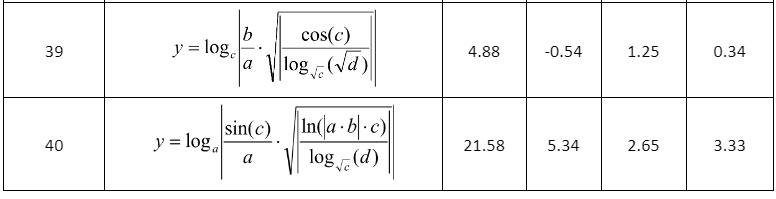 39 y = log_c |b/a · √|cos(c)/log_√c(√d)|| 4.88 -0.54 1.25 0.34
40 y = log_a |sin(c)/a · √|ln(|a·b|·c)/log_√c(d)|| 21.58 5.34 2.65 3.33